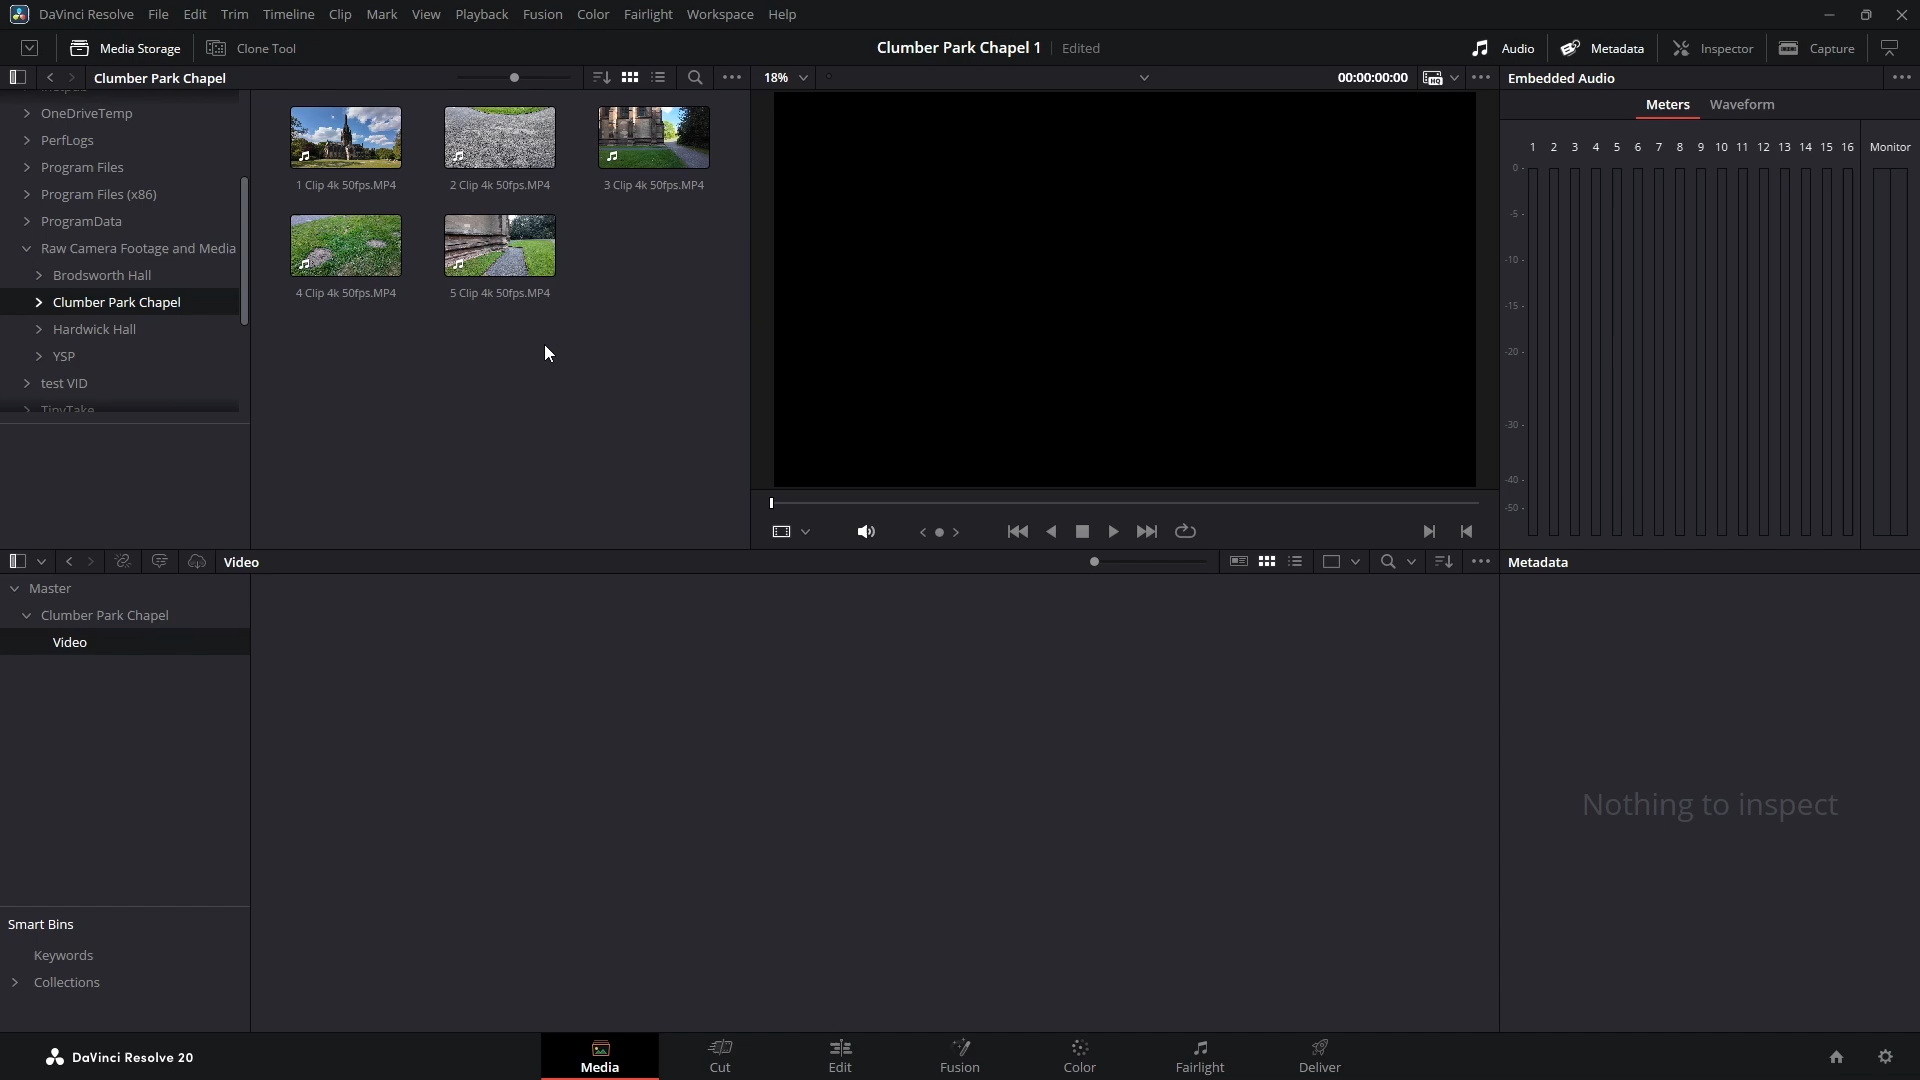 DaVinci Resolve File Edit Trim Timeline Clip Mark View Playback Fusion Color Fairlight Workspace Help
Media Storage Clone Tool Clumber Park Chapel 1 Edited Audio Metadata Inspector Capture
Clumber Park Chapel 18% 00:00:00:00 Embedded Audio
Meters Waveform
OneDriveTemp
PerfLogs
Program Files
Program Files (x86)
ProgramData
Raw Camera Footage and Media
Brodsworth Hall
Clumber Park Chapel
Hardwick Hall
YSP
test VID
TinyTake
1 Clip 4k 50fps.MP4 2 Clip 4k 50fps.MP4 3 Clip 4k 50fps.MP4
4 Clip 4k 50fps.MP4 5 Clip 4k 50fps.MP4
1 2 3 4 5 6 7 8 9 10 11 12 13 14 15 16 Monitor
0 -
-5 -
-10 -
-15 -
-20 -
-30 -
-40 -
-50 -
Video Metadata
Master
Clumber Park Chapel
Video
Nothing to inspect
Smart Bins
Keywords
Collections
DaVinci Resolve 20 Media Cut Edit Fusion Color Fairlight Deliver